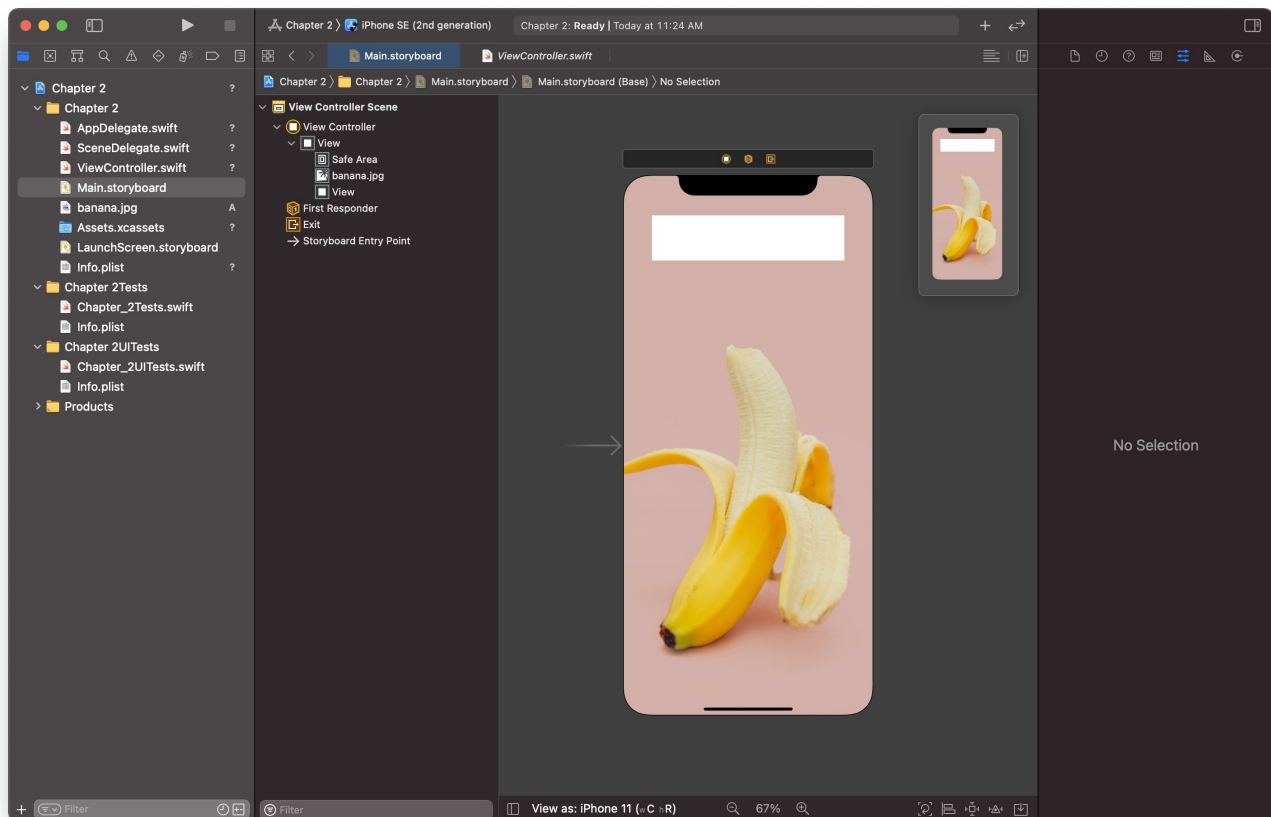 Chapter 2 〉 iPhone SE (2nd generation)
Chapter 2: Ready | Today at 11:24 AM
Main.storyboard
ViewController.swift
Chapter 2 〉 Chapter 2 〉 Main.storyboard 〉 Main.storyboard (Base) 〉 No Selection
Chapter 2 ?
Chapter 2
AppDelegate.swift ?
SceneDelegate.swift ?
ViewController.swift ?
Main.storyboard
banana.jpg A
Assets.xcassets ?
LaunchScreen.storyboard
Info.plist ?
Chapter 2Tests
Chapter_2Tests.swift
Info.plist
Chapter 2UITests
Chapter_2UITests.swift
Info.plist
Products
Filter
View Controller Scene
View Controller
View
Safe Area
banana.jpg
View
First Responder
Exit
Storyboard Entry Point
Filter
View as: iPhone 11 (wC hR)
67%
No Selection